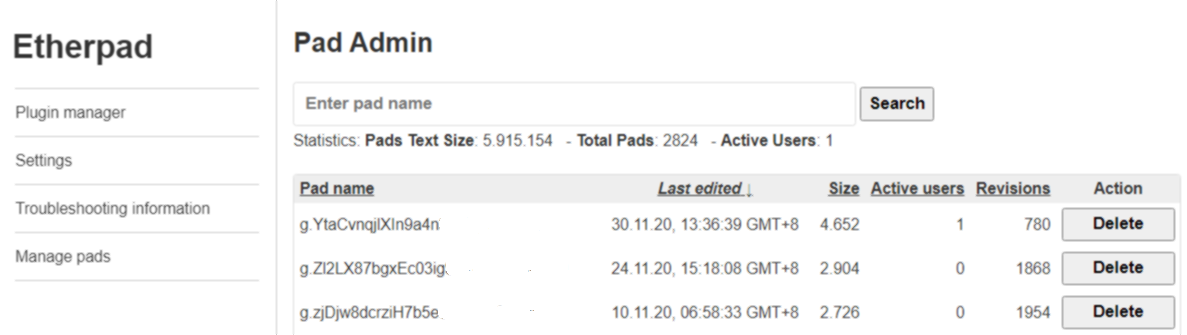 Etherpad
Plugin manager
Settings
Troubleshooting information
Manage pads
Pad Admin
Enter pad name Search
Statistics: Pads Text Size: 5.915.154 - Total Pads: 2824 - Active Users: 1
Pad name Last edited ↓ Size Active users Revisions Action
g.YtaCvnqjlXIn9a4n 30.11.20, 13:36:39 GMT+8 4.652 1 780 Delete
g.Zl2LX87bgxEc03ig 24.11.20, 15:18:08 GMT+8 2.904 0 1868 Delete
g.zjDjw8dcrziH7b5e 10.11.20, 06:58:33 GMT+8 2.726 0 1954 Delete